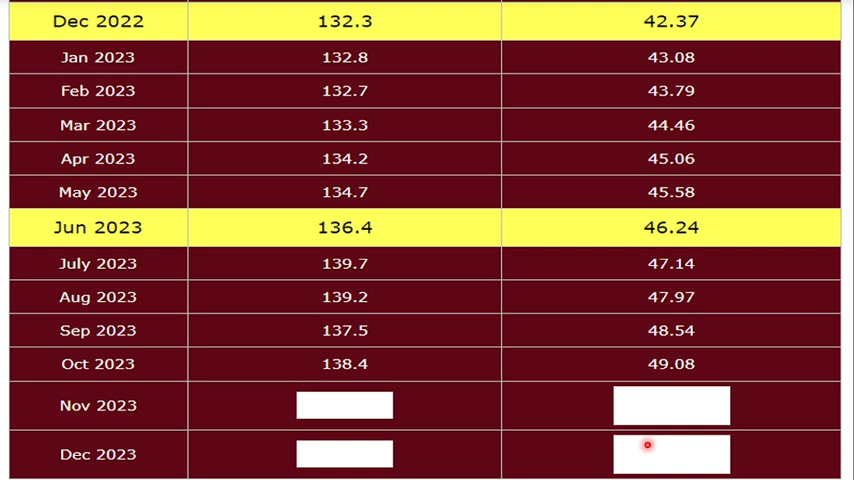 Dec 2022 132.3 42.37
Jan 2023 132.8 43.08
Feb 2023 132.7 43.79
Mar 2023 133.3 44.46
Apr 2023 134.2 45.06
May 2023 134.7 45.58
Jun 2023 136.4 46.24
July 2023 139.7 47.14
Aug 2023 139.2 47.97
Sep 2023 137.5 48.54
Oct 2023 138.4 49.08
Nov 2023
Dec 2023